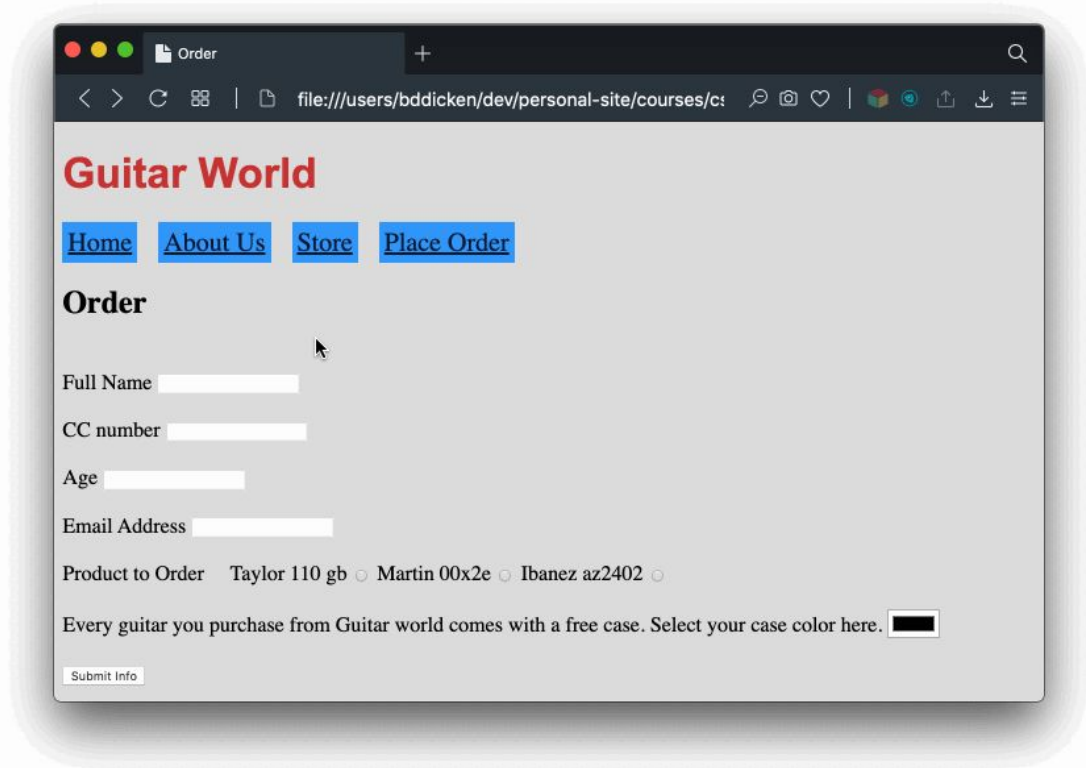 Order
file:///users/bddicken/dev/personal-site/courses/cs
Guitar World
Home About Us Store Place Order
Order
Full Name
CC number
Age
Email Address
Product to Order Taylor 110 gb Martin 00x2e Ibanez az2402
Every guitar you purchase from Guitar world comes with a free case. Select your case color here.
Submit Info